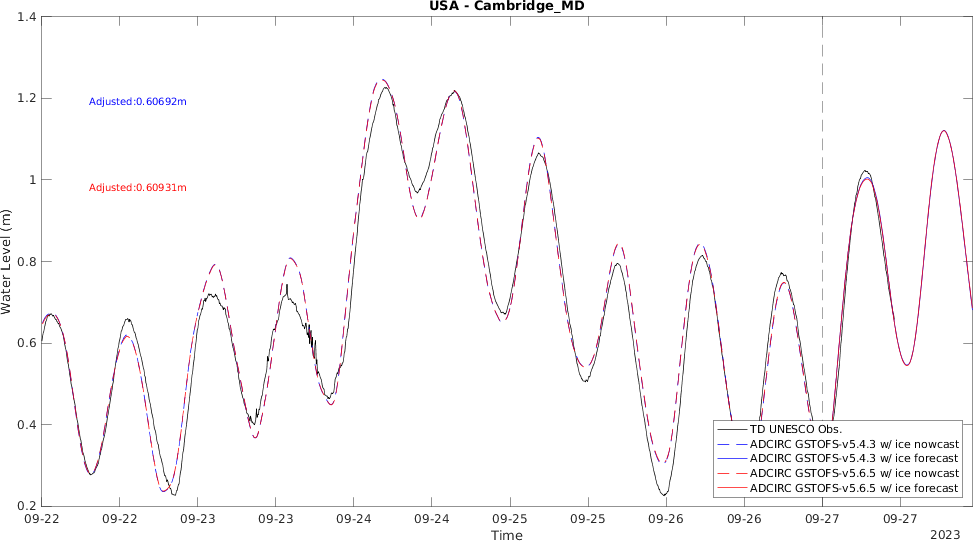 USA - Cambridge_MD
1.4
1.2
1
0.8
0.6
0.4
0.2
Water Level (m)
Adjusted:0.60692m
Adjusted:0.60931m
TD UNESCO Obs.
ADCIRC GSTOFS-v5.4.3 w/ ice nowcast
ADCIRC GSTOFS-v5.4.3 w/ ice forecast
ADCIRC GSTOFS-v5.6.5 w/ ice nowcast
ADCIRC GSTOFS-v5.6.5 w/ ice forecast
09-22 09-22 09-23 09-23 09-24 09-24 09-25 09-25 09-26 09-26 09-27 09-27
Time
2023